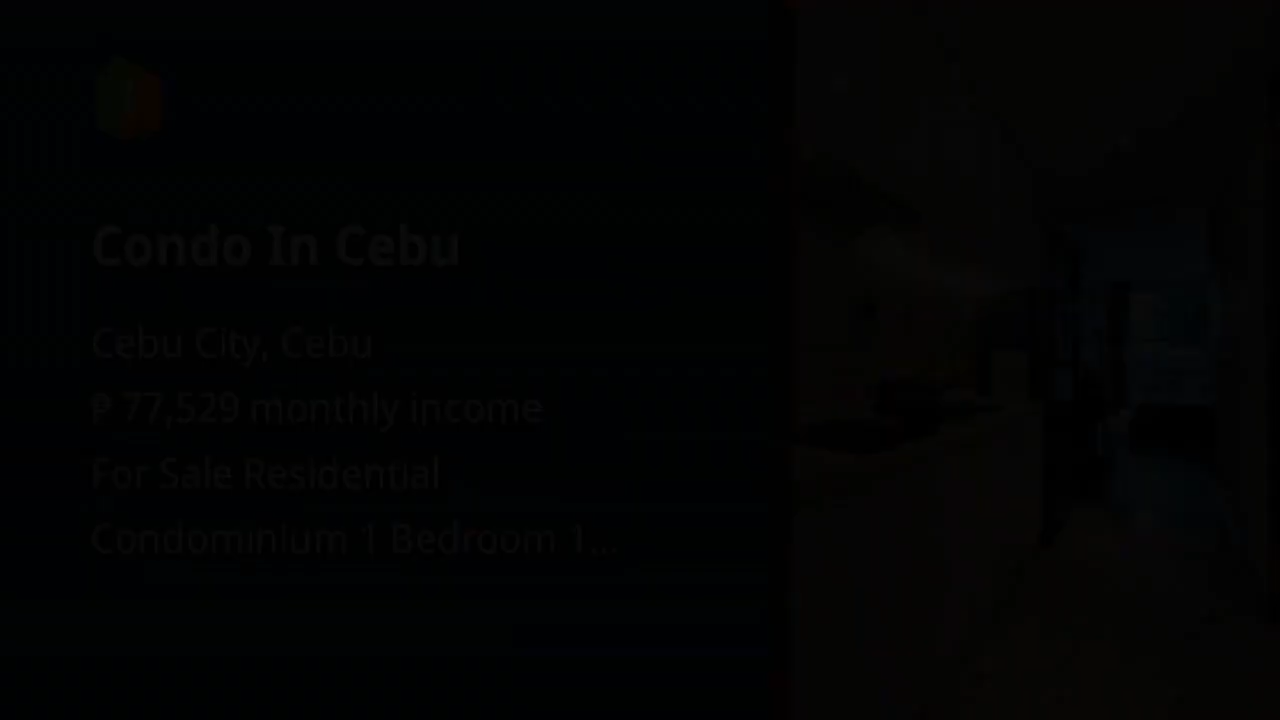 Condo In Cebu
Cebu City, Cebu
₱ 77,529 monthly income
For Sale Residential
Condominium 1 Bedroom 1...